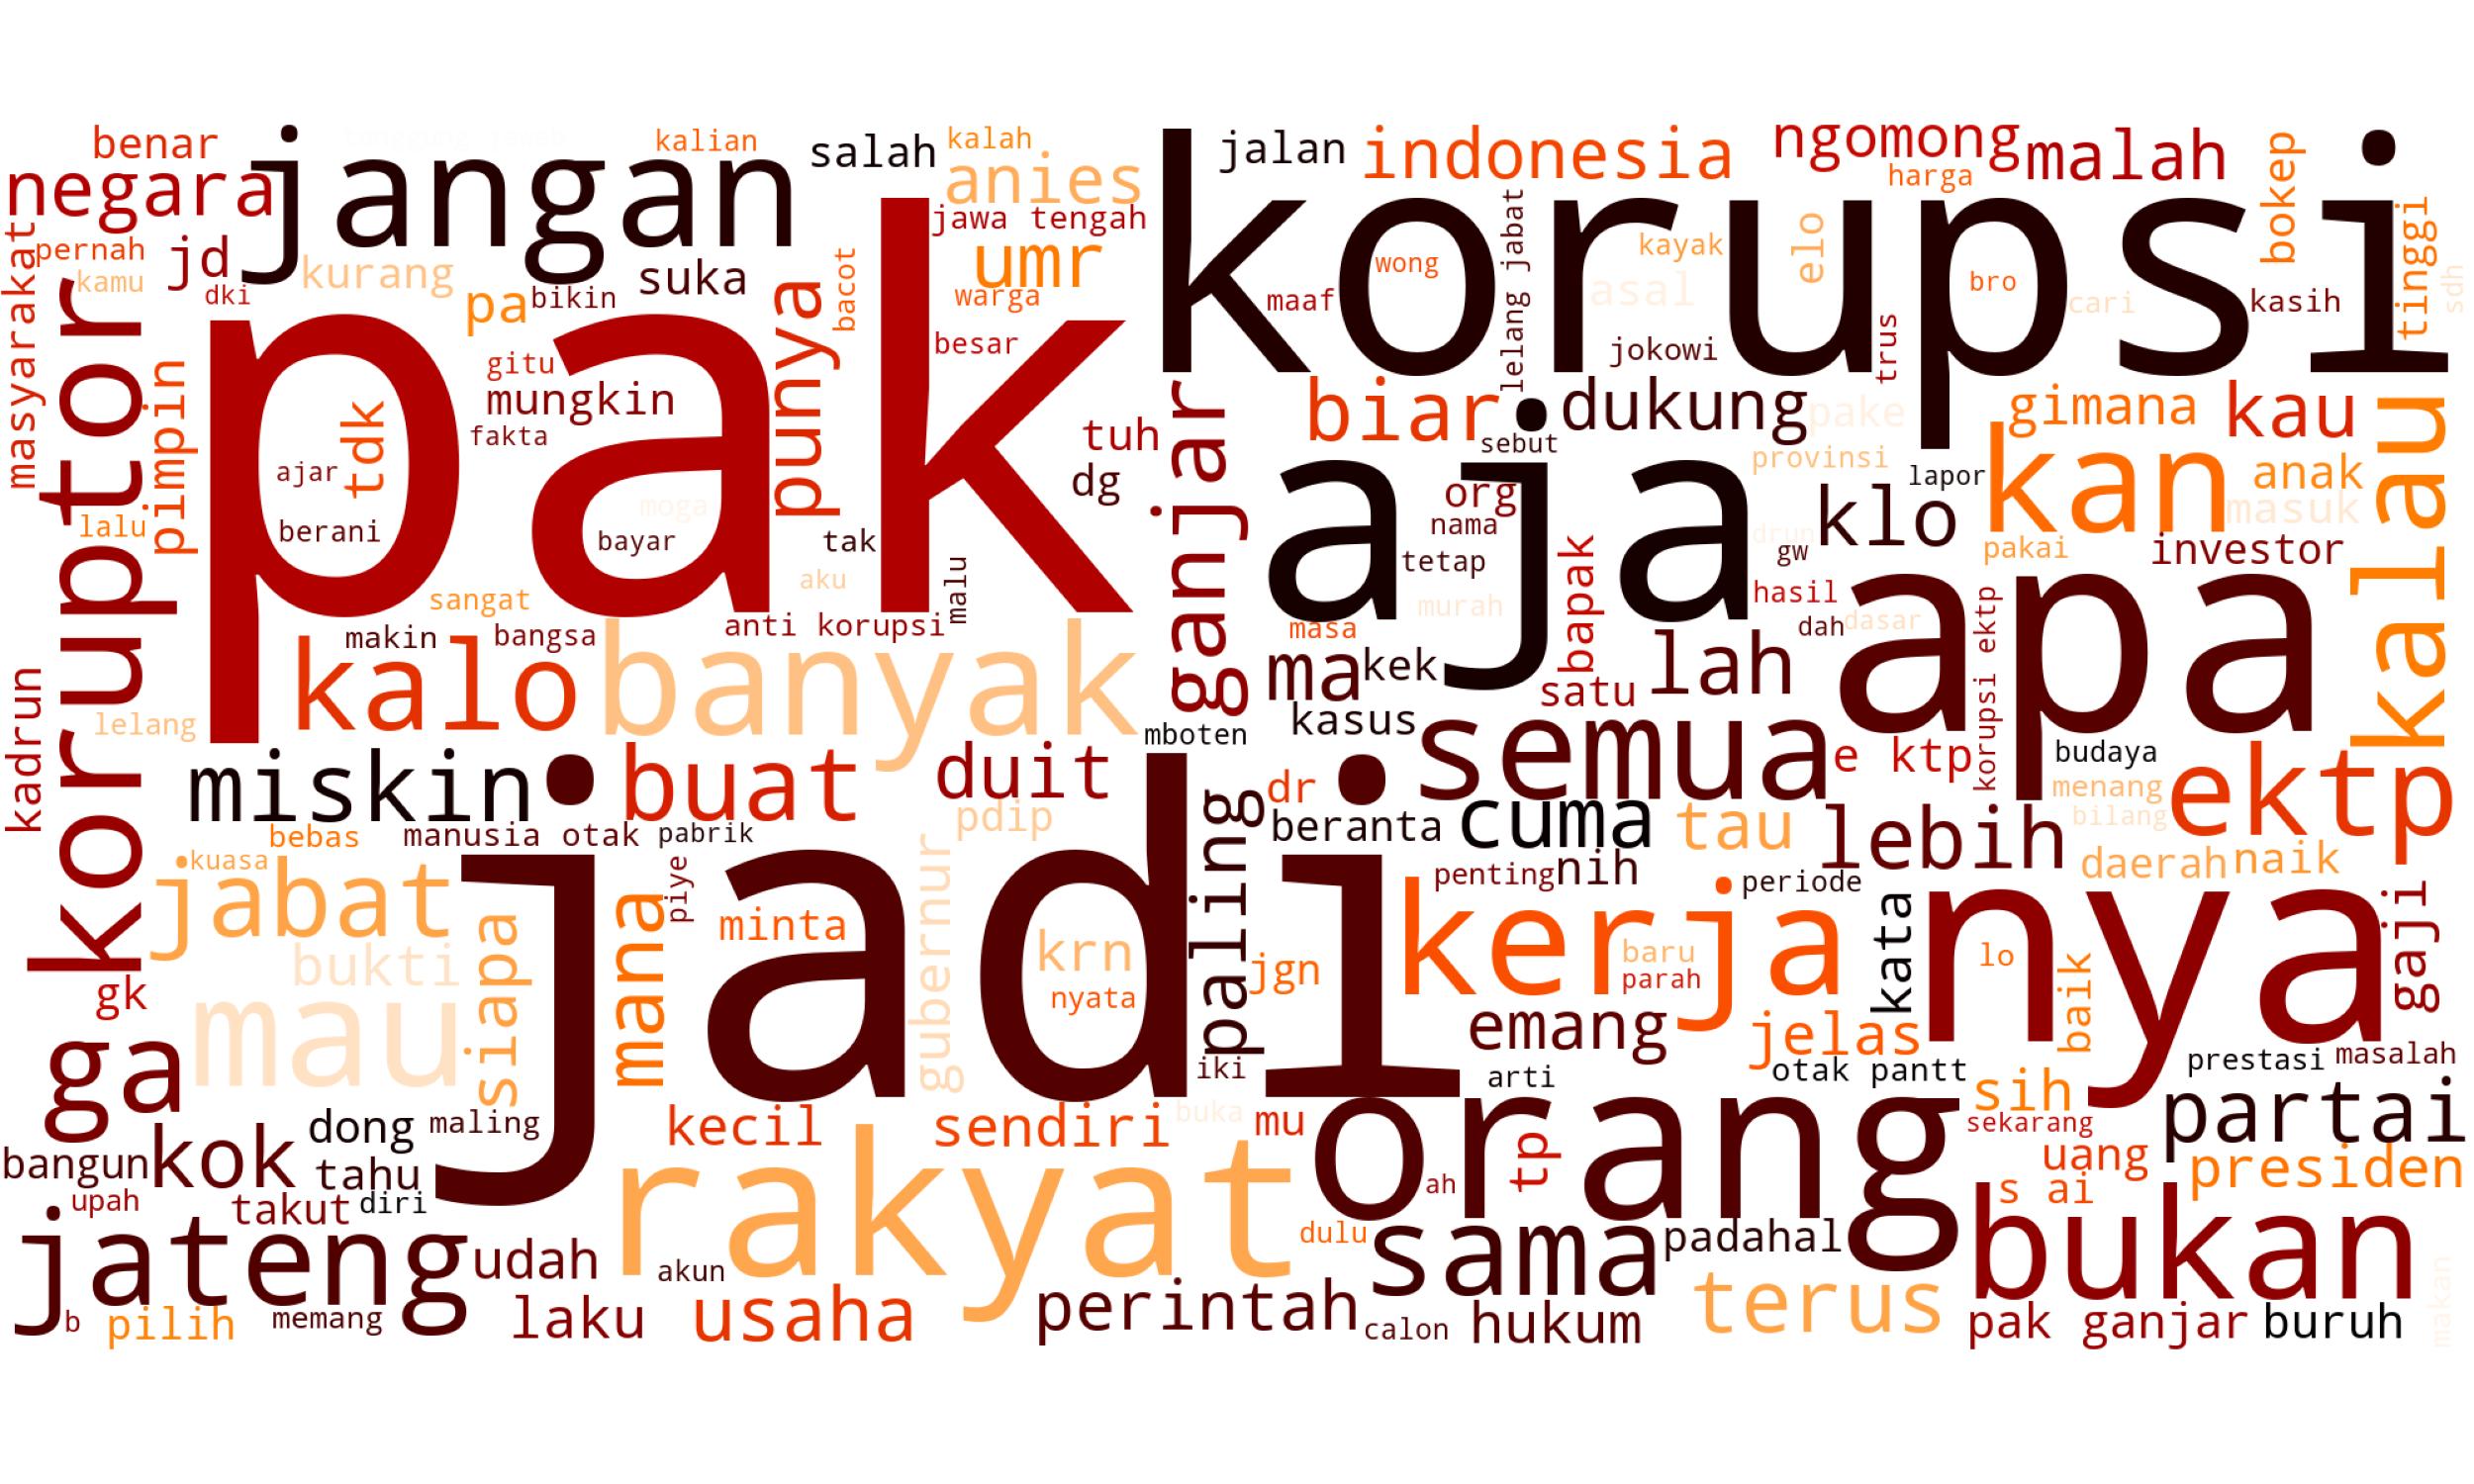 benar
jangan
kalian
salah
kalah
anies
jalan
indonesia
ngomong
malah
harga
bokep
negara
jawa tengah
korupsi
masyarakat
pernah
jd
kamu
dki
kurang
suka
pa
bikin
punya
bacot
umr
warga
besar
maaf
wong
lelang jabat
kayak
asal
elo
bro
cari
kasih
tinggi
sdh
koruptor
pimpin
pak
gitu
mungkin
fakta
tdk
ajar
berani
lalu
bayar
moga
tak
tuh
dg
ganjar
biar
sebut
jokowi
trus
dukung
pake
provinsi
gimana
kau
kalau
aja
org
nama
tetap
murah
klo
lapor
kan
anak
masuk
drun
gw
pakai
investor
sangat
aku
malu
makin
bangsa
anti korupsi
masa
bapak
hasil
dah
dasar
apa
korupsi ektp
kadrun
lelang
kalo
banyak
ma
kek
lah
satu
kasus
mboten
semua
e ktp
budaya
menang
bilang
ektp
miskin
buat
duit
dr
beranta
cuma
tau
lebih
daerah
naik
bebas
manusia otak
pabrik
pdip
paling
penting
nih
periode
kuasa
jabat
siapa
mana
piye
minta
gubernur
jadi
krn
nyata
jgn
kerja
baru
parah
kata
nya
lo
baik
gaji
bukti
gk
mau
emang
jelas
iki
arti
otak pantt
prestasi
masalah
ga
sih
sekarang
partai
dong
maling
kecil
sendiri
buka
mu
orang
tp
bangun
kok
tahu
uang
presiden
upah
takut
diri
rakyat
ah
s ai
jateng
udah
akun
dulu
sama
padahal
bukan
b
pilih
memang
laku
usaha
perintah
calon
hukum
terus
pak ganjar
buruh
makan